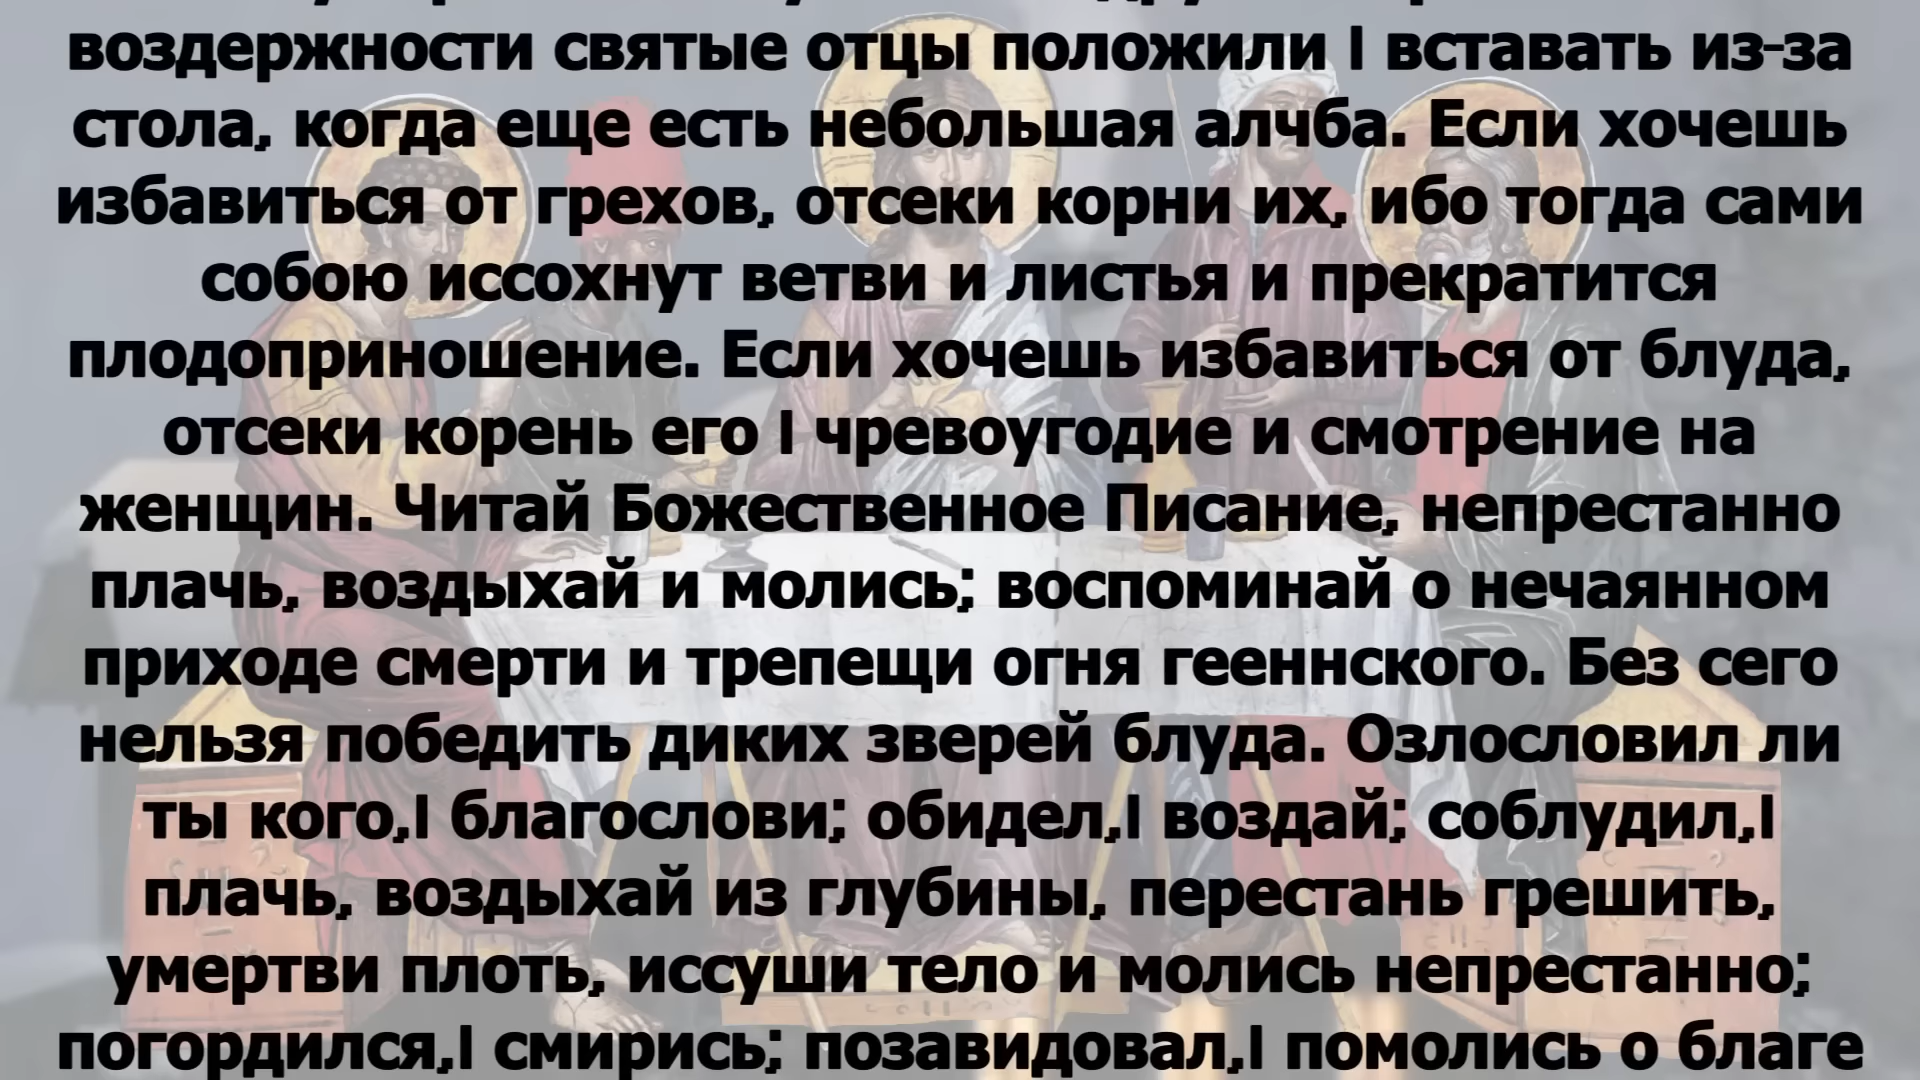 воздержности святые отцы положили | вставать из-за
стола, когда еще есть небольшая алчба. Если хочешь
избавиться от грехов, отсеки корни их, ибо тогда сами
собою иссохнут ветви и листья и прекратится
плодоприношение. Если хочешь избавиться от блуда,
отсеки корень его | чревоугодие и смотрение на
женщин. Читай Божественное Писание, непрестанно
плачь, воздыхай и молись; воспоминай о нечаянном
приходе смерти и трепещи огня гееннского. Без сего
нельзя победить диких зверей блуда. Озлословил ли
ты кого,| благослови; обидел,| воздай; соблудил,|
плачь, воздыхай из глубины, перестань грешить,
умертви плоть, иссуши тело и молись непрестанно;
погордился,| смирись; позавидовал,| помолись о благе